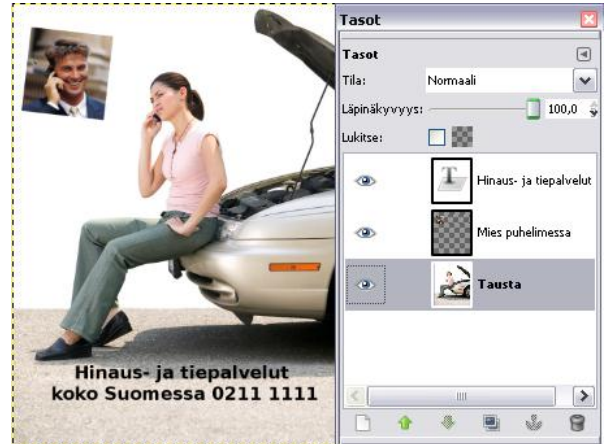 Hinaus- ja tiepalvelut
koko Suomessa 0211 1111
Tasot
Tasot
Tila: Normaali
Läpinäkyvyys: 100,0
Lukitse:
T
Hinaus- ja tiepalvelut
Mies puhelimessa
Tausta